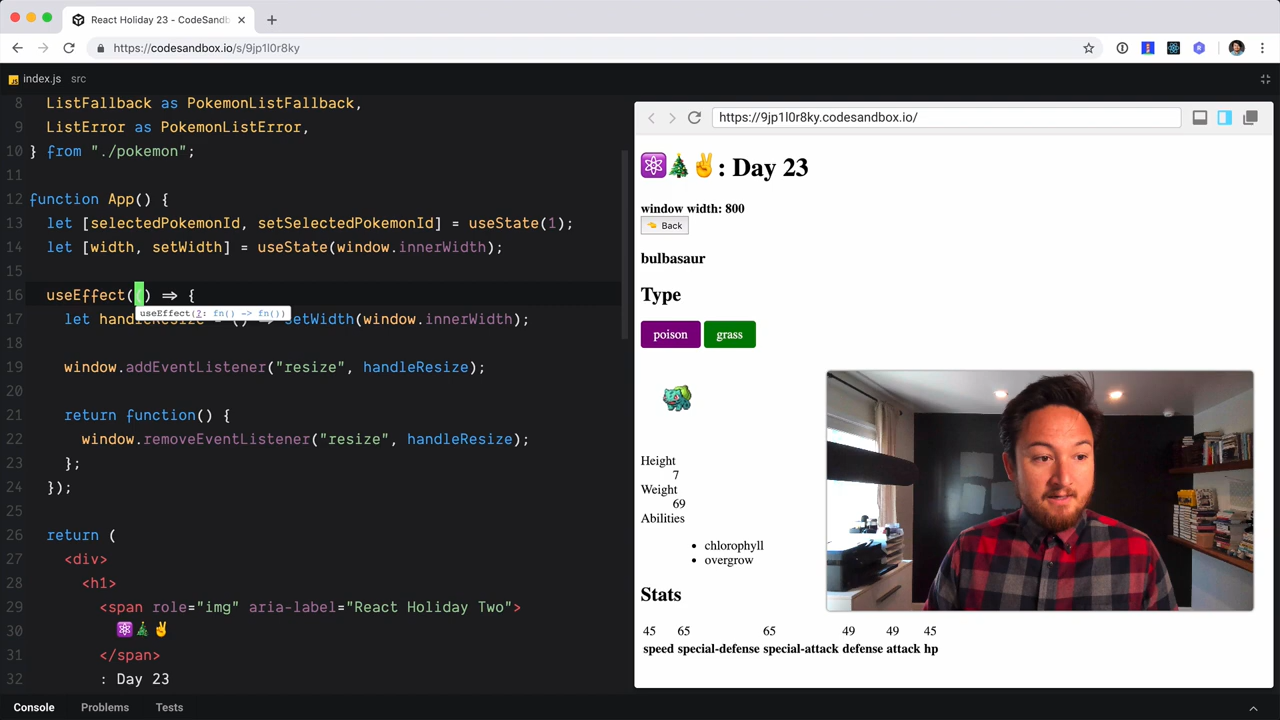 React Holiday 23 - CodeSandb
https://codesandbox.io/s/9jp1l0r8ky
index.js src
8 ListFallback as PokemonListFallback,
9 ListError as PokemonListError,
10 } from "./pokemon";
11
12 function App() {
13 let [selectedPokemonId, setSelectedPokemonId] = useState(1);
14 let [width, setWidth] = useState(window.innerWidth);
15
16 useEffect(() => {
useEffect(?: fn() -> fn())
17 let handleResize = () => setWidth(window.innerWidth);
18
19 window.addEventListener("resize", handleResize);
20
21 return function() {
22 window.removeEventListener("resize", handleResize);
23 };
24 });
25
26 return (
27 <div>
28 <h1>
29 <span role="img" aria-label="React Holiday Two">
30 ⚛️🎄✌️
31 </span>
32 : Day 23
Console Problems Tests
https://9jp1l0r8ky.codesandbox.io/
⚛️🎄✌️: Day 23
window width: 800
👈 Back
bulbasaur
Type
poison grass
Height
7
Weight
69
Abilities
• chlorophyll
• overgrow
Stats
45 65 65 49 49 45
speed special-defense special-attack defense attack hp